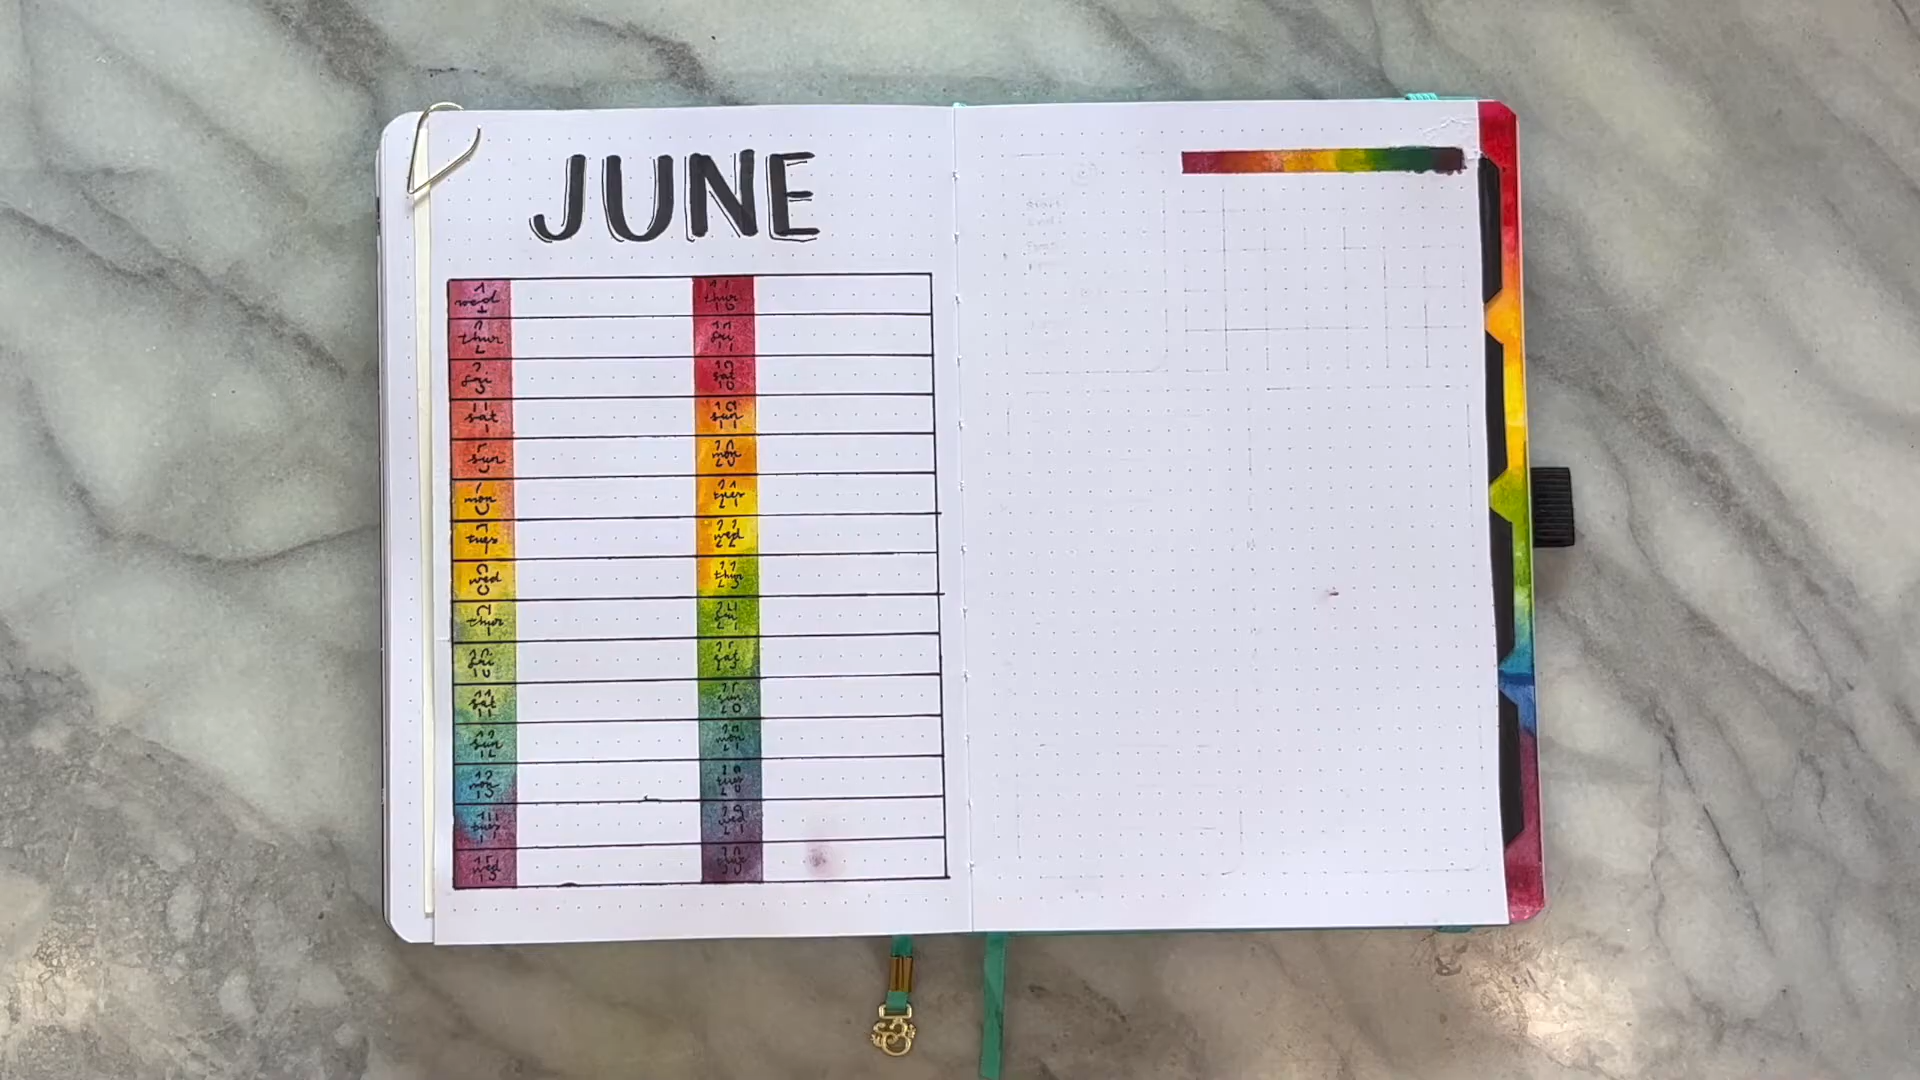 JUNE
1 wed
2 thur
3 fri
4 sat
5 sun
6 mon
7 tues
8 wed
9 thur
10 fri
11 sat
12 sun
13 mon
14 tues
15 wed
16 thur
17 fri
18 sat
19 sun
20 mon
21 tues
22 wed
23 thur
24 fri
25 sat
26 sun
27 mon
28 tues
29 wed
30 thur
Start: